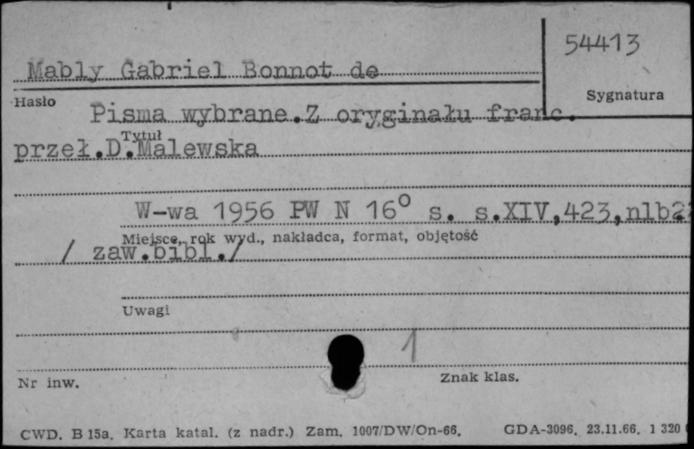 54413
Mably Gabriel Bonnot de
Hasło
Sygnatura
Pisma wybrane.Z oryginału franc.
Tytuł
przeł.D.Malewska
W-wa 1956 PW N 16° s. s.XIV,423,nlb
Miejsce, rok wyd., nakładca, format, objętość
/ zaw.bibl./
Uwagi
1
Nr inw.
Znak klas.
CWD. B 15a. Karta katal. (z nadr.) Zam. 1007/DW/On-66. GDA-3096. 23.11.66. 1 320